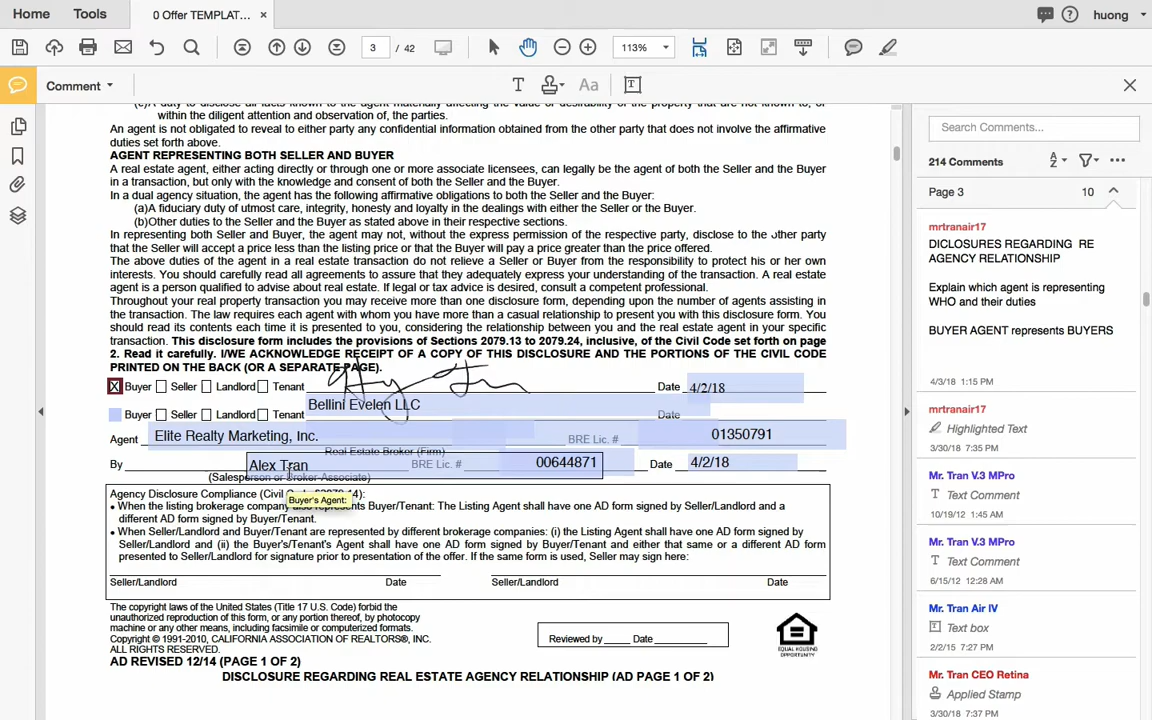 Home Tools 0 Offer TEMPLAT... × huong
3 / 42 113%
Comment
within the diligent attention and observation of, the parties.
An agent is not obligated to reveal to either party any confidential information obtained from the other party that does not involve the affirmative
duties set forth above.
AGENT REPRESENTING BOTH SELLER AND BUYER
A real estate agent, either acting directly or through one or more associate licensees, can legally be the agent of both the Seller and the Buyer
in a transaction, but only with the knowledge and consent of both the Seller and the Buyer.
In a dual agency situation, the agent has the following affirmative obligations to both the Seller and the Buyer:
(a)A fiduciary duty of utmost care, integrity, honesty and loyalty in the dealings with either the Seller or the Buyer.
(b)Other duties to the Seller and the Buyer as stated above in their respective sections.
In representing both Seller and Buyer, the agent may not, without the express permission of the respective party, disclose to the other party
that the Seller will accept a price less than the listing price or that the Buyer will pay a price greater than the price offered.
The above duties of the agent in a real estate transaction do not relieve a Seller or Buyer from the responsibility to protect his or her own
interests. You should carefully read all agreements to assure that they adequately express your understanding of the transaction. A real estate
agent is a person qualified to advise about real estate. If legal or tax advice is desired, consult a competent professional.
Throughout your real property transaction you may receive more than one disclosure form, depending upon the number of agents assisting in
the transaction. The law requires each agent with whom you have more than a casual relationship to present you with this disclosure form. You
should read its contents each time it is presented to you, considering the relationship between you and the real estate agent in your specific
transaction. This disclosure form includes the provisions of Sections 2079.13 to 2079.24, inclusive, of the Civil Code set forth on page
2. Read it carefully. I/WE ACKNOWLEDGE RECEIPT OF A COPY OF THIS DISCLOSURE AND THE PORTIONS OF THE CIVIL CODE
PRINTED ON THE BACK (OR A SEPARATE PAGE).
X Buyer Seller Landlord Tenant Date 4/2/18
Bellini Evelen LLC
Buyer Seller Landlord Tenant Date
Agent Elite Realty Marketing, Inc. BRE Lic. # 01350791
Real Estate Broker (Firm)
By Alex Tran BRE Lic. # 00644871 Date 4/2/18
(Salesperson or Broker-Associate)
Agency Disclosure Compliance (Civil
Buyer's Agent:
• When the listing brokerage company also represents Buyer/Tenant: The Listing Agent shall have one AD form signed by Seller/Landlord and a
different AD form signed by Buyer/Tenant.
• When Seller/Landlord and Buyer/Tenant are represented by different brokerage companies: (i) the Listing Agent shall have one AD form signed by
Seller/Landlord and (ii) the Buyer's/Tenant's Agent shall have one AD form signed by Buyer/Tenant and either that same or a different AD form
presented to Seller/Landlord for signature prior to presentation of the offer. If the same form is used, Seller may sign here:
Seller/Landlord Date Seller/Landlord Date
The copyright laws of the United States (Title 17 U.S. Code) forbid the
unauthorized reproduction of this form, or any portion thereof, by photocopy
machine or any other means, including facsimile or computerized formats.
Copyright © 1991-2010, CALIFORNIA ASSOCIATION OF REALTORS®, INC.
ALL RIGHTS RESERVED.
Reviewed by Date
EQUAL HOUSING
OPPORTUNITY
AD REVISED 12/14 (PAGE 1 OF 2)
DISCLOSURE REGARDING REAL ESTATE AGENCY RELATIONSHIP (AD PAGE 1 OF 2)
Search Comments...
214 Comments
Page 3 10
mrtranair17
DICLOSURES REGARDING RE
AGENCY RELATIONSHIP
Explain which agent is representing
WHO and their duties
BUYER AGENT represents BUYERS
4/3/18 1:15 PM
mrtranair17
Highlighted Text
3/30/18 7:35 PM
Mr. Tran V.3 MPro
Text Comment
10/19/12 1:45 AM
Mr. Tran V.3 MPro
Text Comment
6/15/12 12:28 AM
Mr. Tran Air IV
Text box
2/2/15 7:27 PM
Mr. Tran CEO Retina
Applied Stamp
3/30/18 7:37 PM